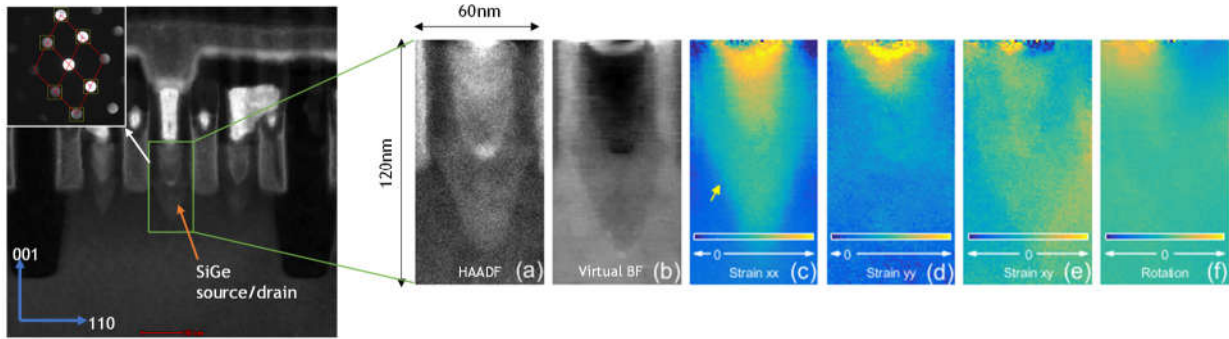 60nm
120nm
001
110
SiGe
source/drain
HAADF (a)
Virtual BF (b)
0
Strain xx (c)
0
Strain yy (d)
0
Strain xy (e)
0
Rotation (f)